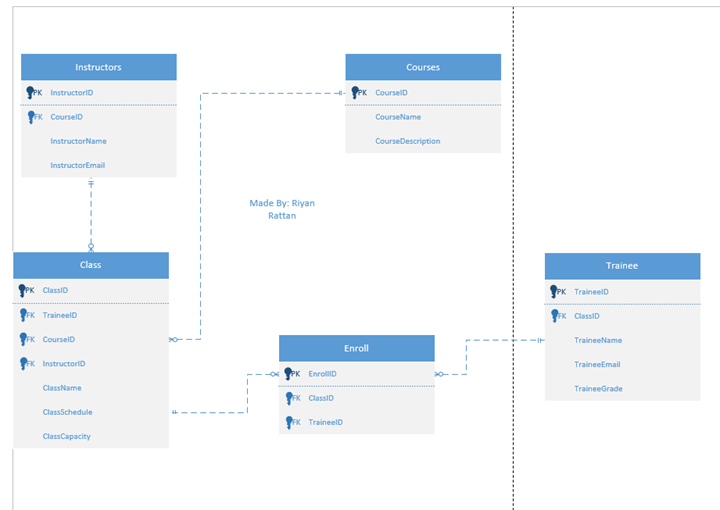 Instructors
PK InstructorID
FK CourseID
InstructorName
InstructorEmail
Courses
PK CourseID
CourseName
CourseDescription
Made By: Riyan
Rattan
Class
PK ClassID
FK TraineeID
FK CourseID
FK InstructorID
ClassName
ClassSchedule
ClassCapacity
Enroll
PK EnrollID
FK ClassID
FK TraineeID
Trainee
PK TraineeID
FK ClassID
TraineeName
TraineeEmail
TraineeGrade